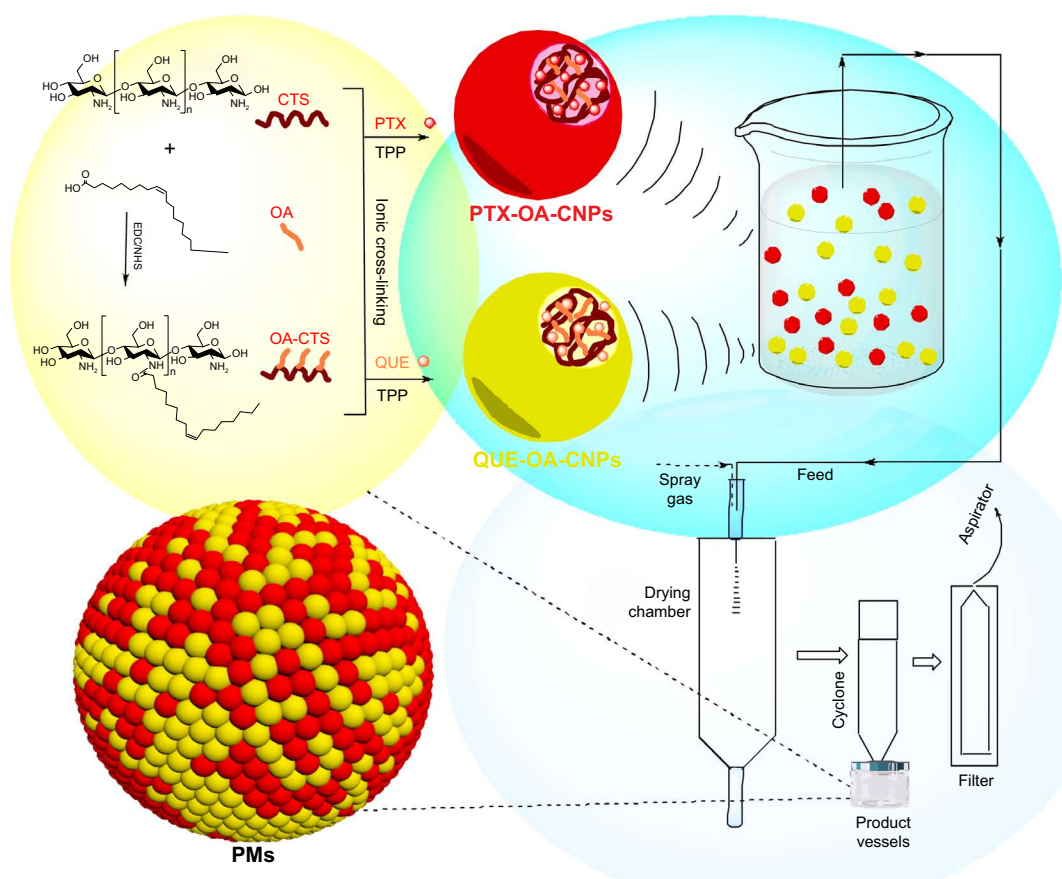 OH
OH
OH
HO
HO
HO
O
O
O
O
O
HO
HO
OH
NH2
NH2
NH2
n
CTS
PTX
TPP
+
O
HO
EDC/NHS
OA
Ionic cross-linking
OH
OH
OH
HO
HO
HO
O
O
O
O
O
HO
HO
OH
NH2
NH
NH2
n
O
OA-CTS
QUE
TPP
PTX-OA-CNPs
QUE-OA-CNPs
Spray
gas
Feed
Drying
chamber
Cyclone
Aspirator
Filter
Product
vessels
PMs